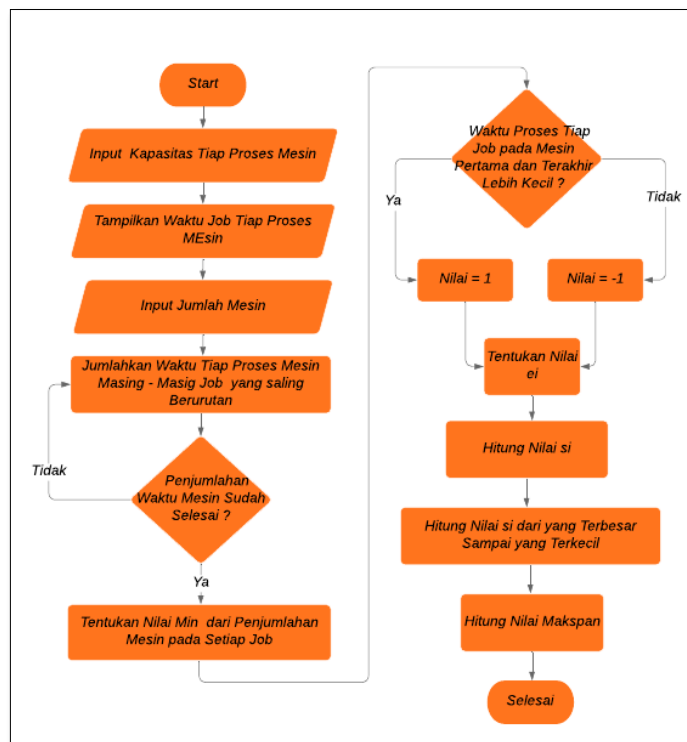 Start
Input Kapasitas Tiap Proses Mesin
Tampilkan Waktu Job Tiap Proses
MEsin
Input Jumlah Mesin
Jumlahkan Waktu Tiap Proses Mesin
Masing - Masig Job yang saling
Berurutan
Tidak
Penjumlahan
Waktu Mesin Sudah
Selesai ?
Ya
Tentukan Nilai Min dari Penjumlahan
Mesin pada Setiap Job
Waktu Proses Tiap
Job pada Mesin
Pertama dan Terakhir
Lebih Kecil ?
Ya
Tidak
Nilai = 1
Nilai = -1
Tentukan Nilai
ei
Hitung Nilai si
Hitung Nilai si dari yang Terbesar
Sampai yang Terkecil
Hitung Nilai Makspan
Selesai